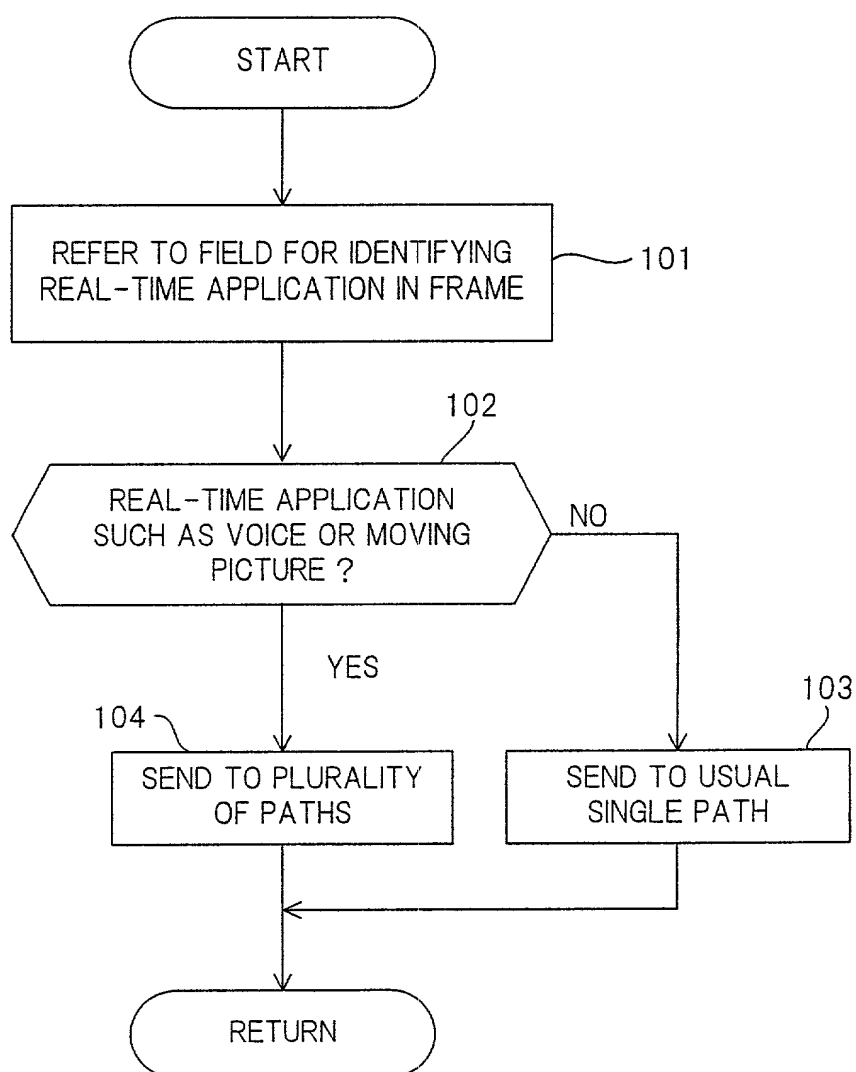 START
REFER TO FIELD FOR IDENTIFYING
REAL-TIME APPLICATION IN FRAME
101
102
REAL-TIME APPLICATION
SUCH AS VOICE OR MOVING
PICTURE ?
NO
YES
103
104
SEND TO PLURALITY
OF PATHS
SEND TO USUAL
SINGLE PATH
RETURN